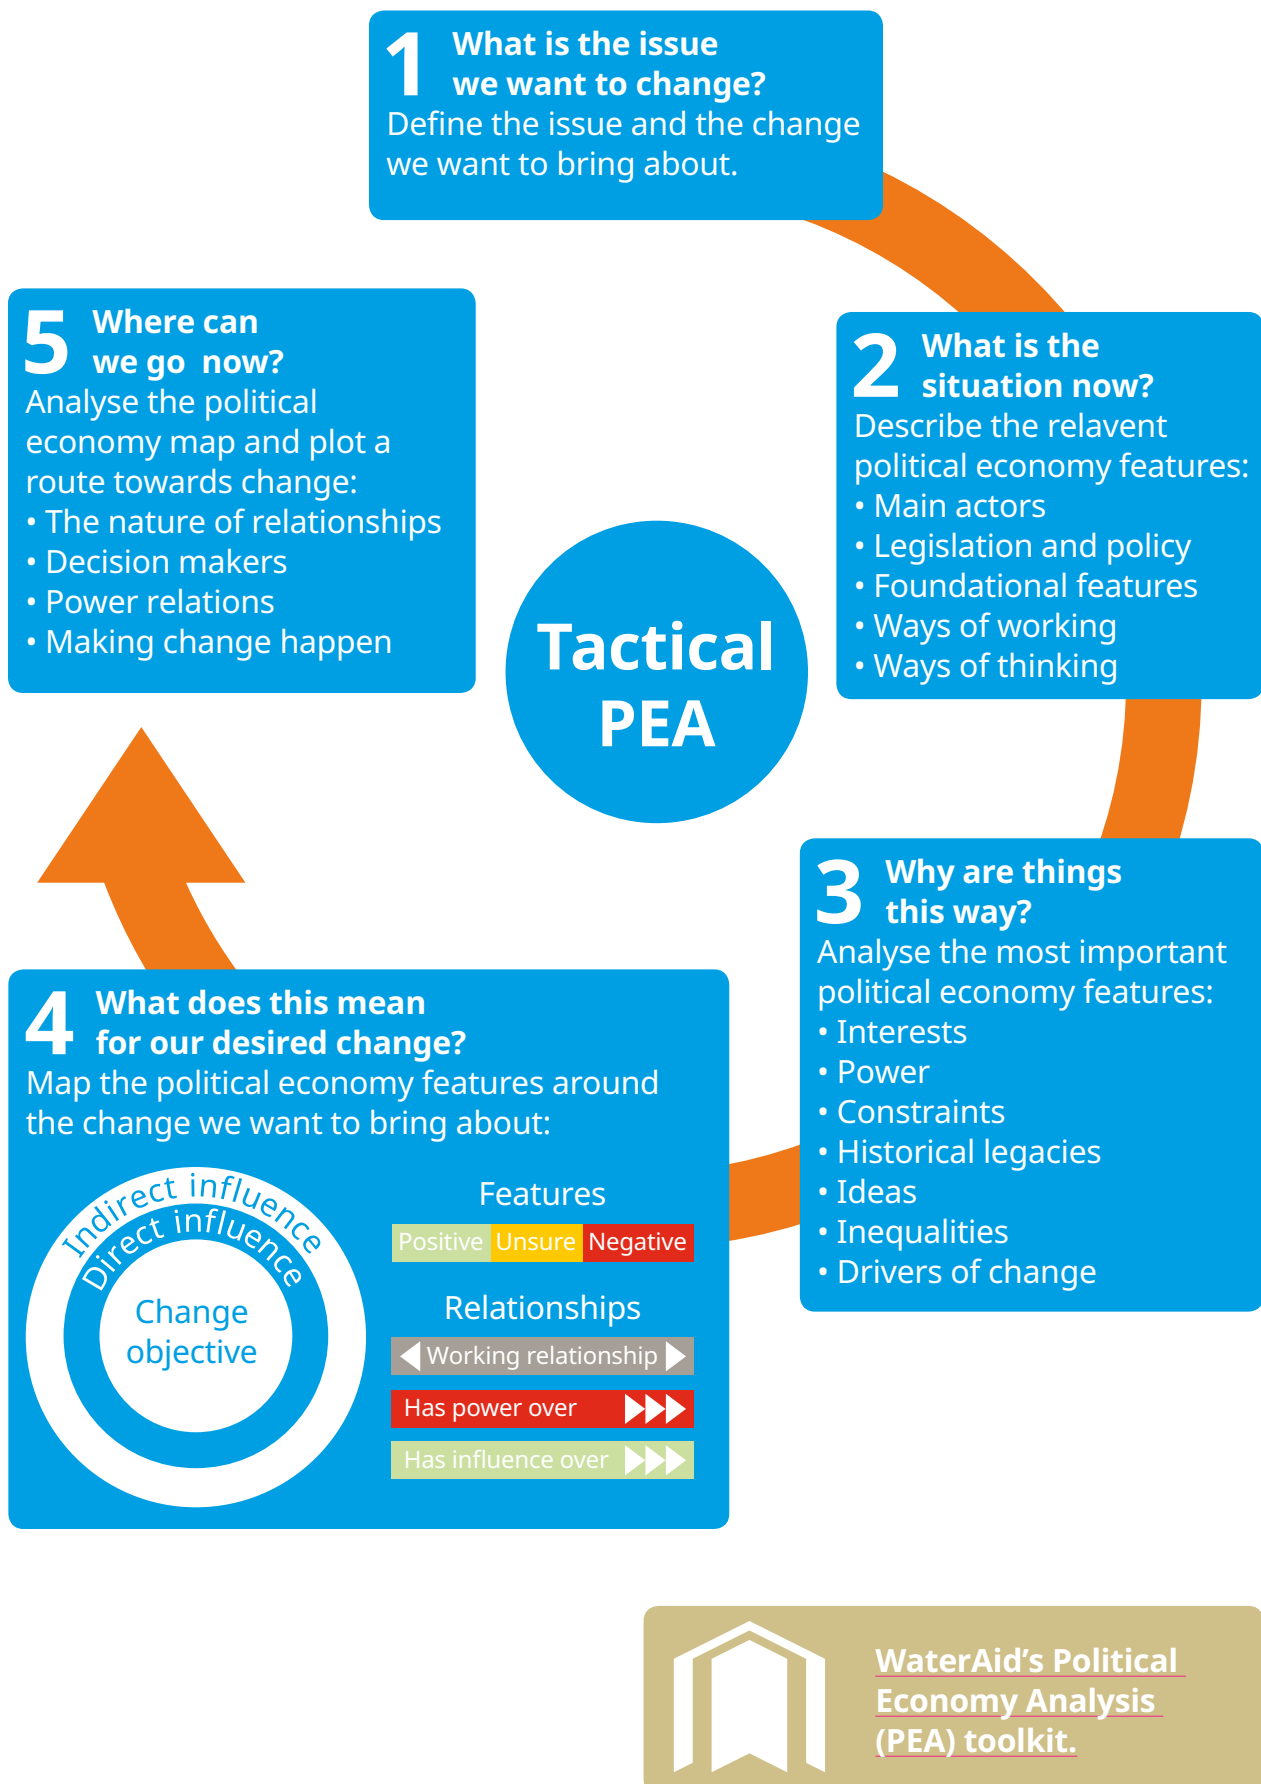 1 What is the issue
we want to change?
Define the issue and the change
we want to bring about.
2 What is the
situation now?
Describe the relavent
political economy features:
• Main actors
• Legislation and policy
• Foundational features
• Ways of working
• Ways of thinking
3 Why are things
this way?
Analyse the most important
political economy features:
• Interests
• Power
• Constraints
• Historical legacies
• Ideas
• Inequalities
• Drivers of change
4 What does this mean
for our desired change?
Map the political economy features around
the change we want to bring about:
Indirect influence
Direct influence
Change
objective
Features
Positive Unsure Negative
Relationships
Working relationship
Has power over
Has influence over
5 Where can
we go now?
Analyse the political
economy map and plot a
route towards change:
• The nature of relationships
• Decision makers
• Power relations
• Making change happen
Tactical
PEA
WaterAid’s Political
Economy Analysis
(PEA) toolkit.